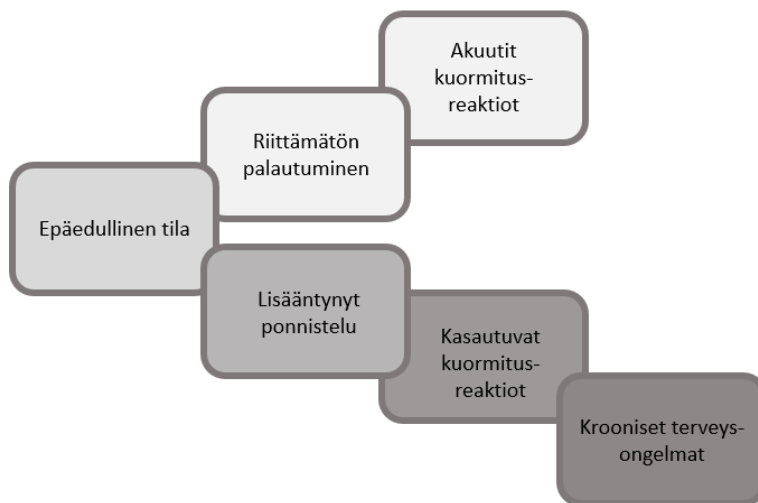 Akuutit
kuormitus-
reaktiot
Riittämätön
palautuminen
Epäedullinen tila
Lisääntynyt
ponnistelu
Kasautuvat
kuormitus-
reaktiot
Krooniset terveys-
ongelmat